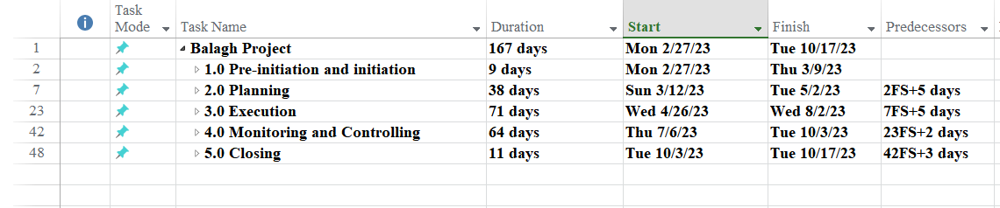 Task Mode Task Name Duration Start Finish Predecessors
1 Balagh Project 167 days Mon 2/27/23 Tue 10/17/23
2 1.0 Pre-initiation and initiation 9 days Mon 2/27/23 Thu 3/9/23
7 2.0 Planning 38 days Sun 3/12/23 Tue 5/2/23 2FS+5 days
23 3.0 Execution 71 days Wed 4/26/23 Wed 8/2/23 7FS+5 days
42 4.0 Monitoring and Controlling 64 days Thu 7/6/23 Tue 10/3/23 23FS+2 days
48 5.0 Closing 11 days Tue 10/3/23 Tue 10/17/23 42FS+3 days